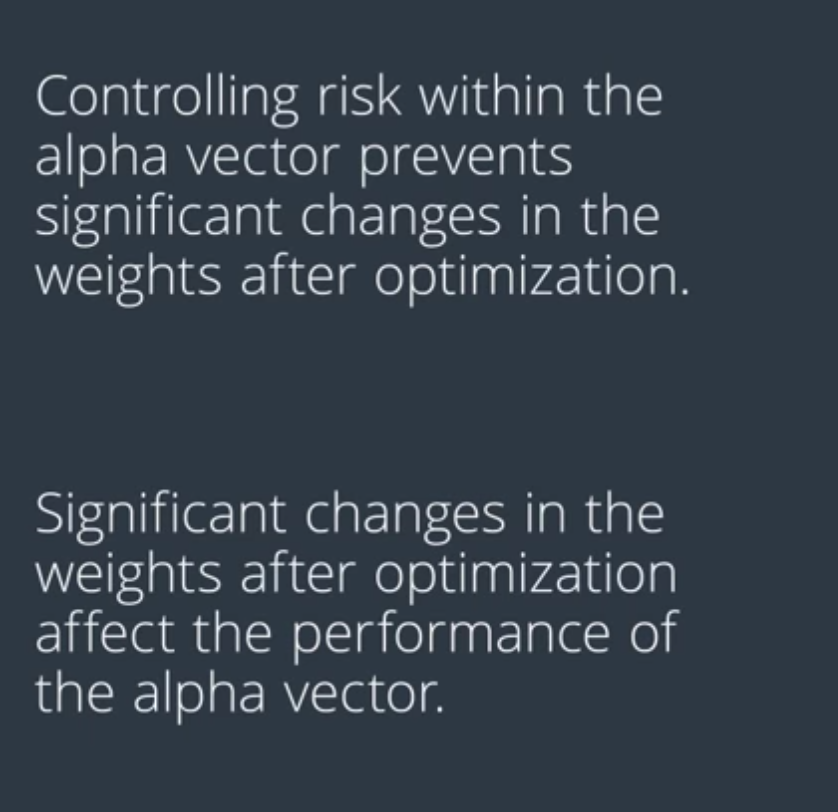 Controlling risk within the
alpha vector prevents
significant changes in the
weights after optimization.
Significant changes in the
weights after optimization
affect the performance of
the alpha vector.